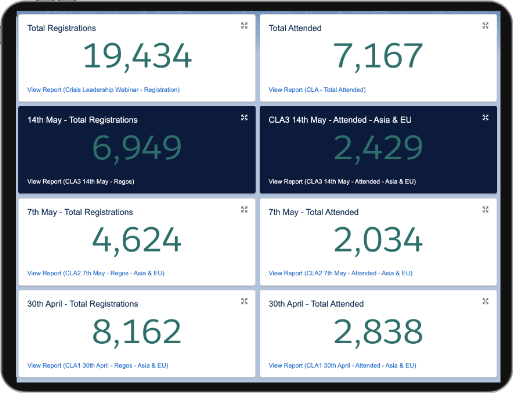 Total Registrations
19,434
View Report (Crisis Leadership Webinar - Registration)
Total Attended
7,167
View Report (CLA - Total Attended)
14th May - Total Registrations
6,949
View Report (CLA3 14th May - Regos)
CLA3 14th May - Attended - Asia & EU
2,429
View Report (CLA3 14th May - Attended - Asia & EU)
7th May - Total Registrations
4,624
View Report (CLA2 7th May - Regos - Asia & EU)
7th May - Total Attended
2,034
View Report (CLA2 7th May - Attended - Asia & EU)
30th April - Total Registrations
8,162
View Report (CLA1 30th April - Regos - Asia & EU)
30th April - Total Attended
2,838
View Report (CLA1 30th April - Attended - Asia & EU)